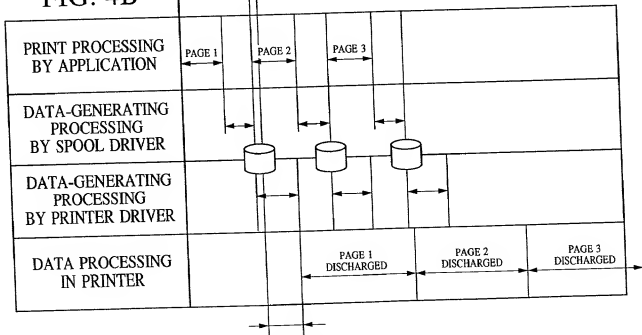 FIG. 4B
PRINT PROCESSING
BY APPLICATION
PAGE 1
PAGE 2
PAGE 3
DATA-GENERATING
PROCESSING
BY SPOOL DRIVER
DATA-GENERATING
PROCESSING
BY PRINTER DRIVER
DATA PROCESSING
IN PRINTER
PAGE 1
DISCHARGED
PAGE 2
DISCHARGED
PAGE 3
DISCHARGED